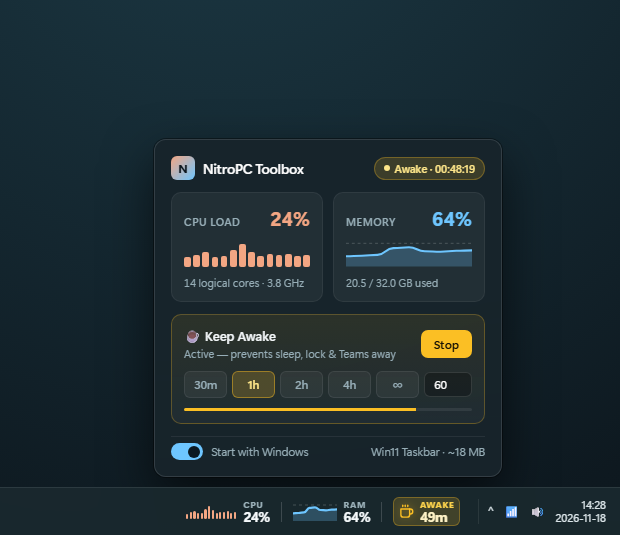 N NitroPC Toolbox
Awake · 00:48:19
CPU LOAD 24%
14 logical cores · 3.8 GHz
MEMORY 64%
20.5 / 32.0 GB used
Keep Awake
Active — prevents sleep, lock & Teams away
Stop
30m 1h 2h 4h ∞ 60
Start with Windows
Win11 Taskbar · ~18 MB
CPU
24%
RAM
64%
AWAKE
49m
^
14:28
2026-11-18